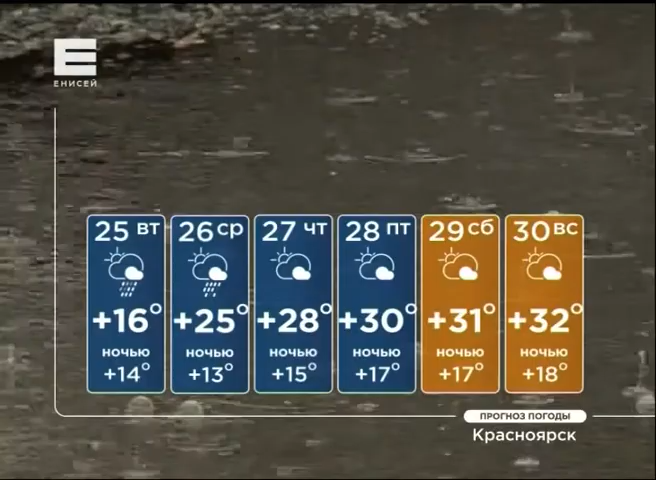 Е
ЕНИСЕЙ
25 ВТ
26 СР
27 ЧТ
28 ПТ
29 СБ
30 ВС
+16°
+25°
+28°
+30°
+31°
+32°
ночью
ночью
ночью
ночью
ночью
ночью
+14°
+13°
+15°
+17°
+17°
+18°
ПРОГНОЗ ПОГОДЫ
Красноярск